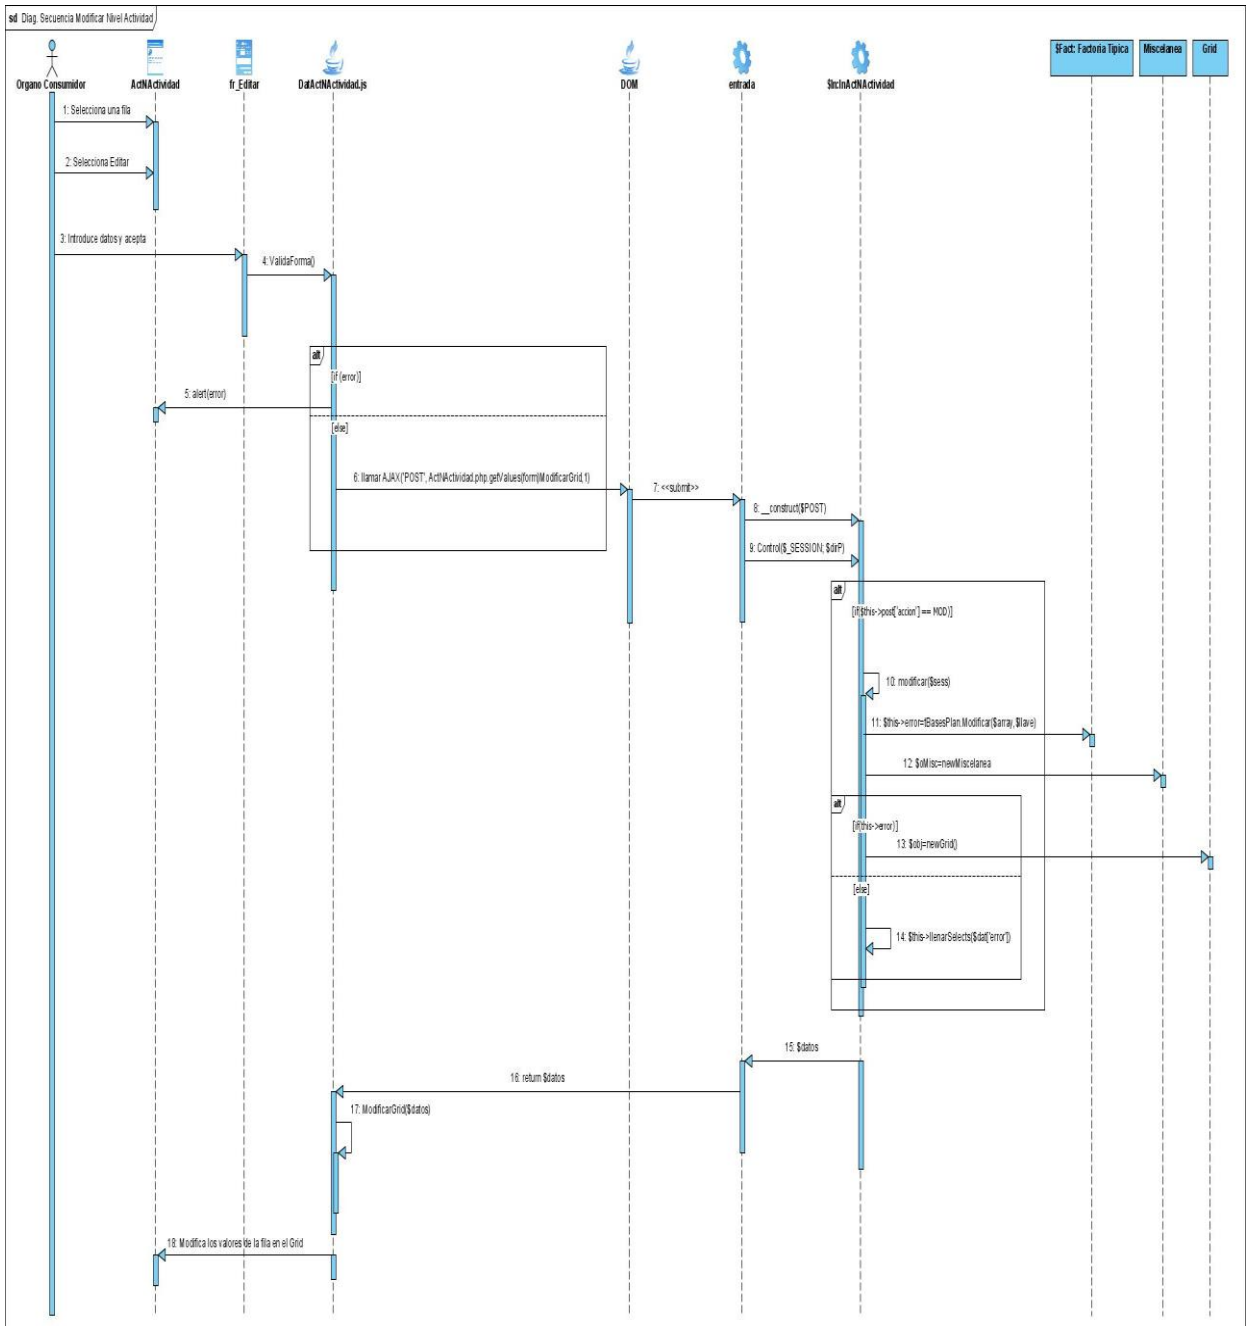 sd Diag. Secuencia Modificar Nivel Actividad
Organo Consumidor
ActNActividad
fr_Editar
DatActNActividad.js
DOM
entrada
$IrcInActNActividad
$Fact: Factoria Tipica
Miscelanea
Grid
1: Selecciona una fila
2: Selecciona Editar
3: Introduce datos y acepta
4: ValidaForma()
alt
[if (error)]
5: alert(error)
[else]
6: llamar AJAX('POST', ActNActividad.php.getValues(form)ModificarGrid,1)
7: <<submit>>
8: __construct($POST)
9: Control($_SESSION; $dirP)
alt
[if($this->post['accion'] == MOD)]
10: modificar($sess)
11: $this->error=tBasesPlan.Modificar($array,$llave)
12: $oMisc=newMiscelanea
alt
[if(this->error)]
13: $obj=newGrid()
[else]
14: $this->llenarSelects($dat['error'])
15: $datos
16: return $datos
17: ModificarGrid($datos)
18: Modifica los valores de la fila en el Grid